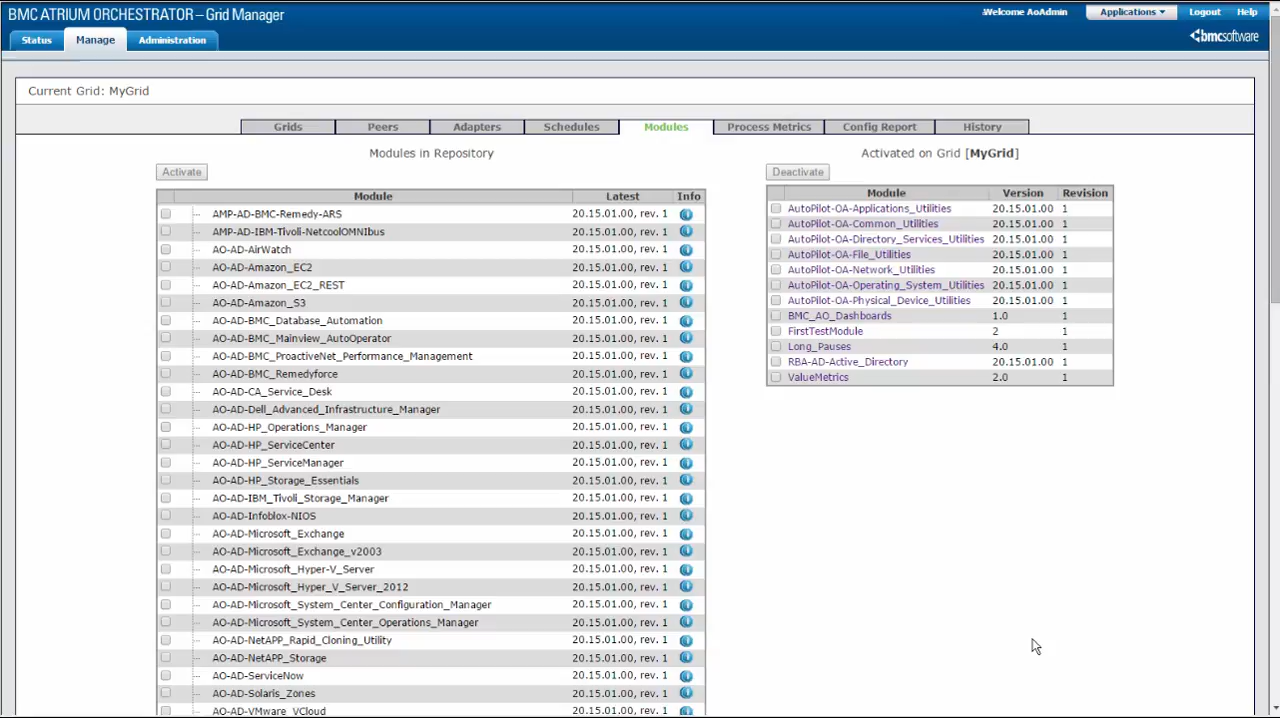 BMC ATRIUM ORCHESTRATOR – Grid Manager
Welcome AoAdmin Applications Logout Help
Status Manage Administration
bmcsoftware
Current Grid: MyGrid
Grids Peers Adapters Schedules Modules Process Metrics Config Report History
Modules in Repository
Activate
Module Latest Info
AMP-AD-BMC-Remedy-ARS 20.15.01.00, rev. 1
AMP-AD-IBM-Tivoli-NetcoolOMNIbus 20.15.01.00, rev. 1
AO-AD-AirWatch 20.15.01.00, rev. 1
AO-AD-Amazon_EC2 20.15.01.00, rev. 1
AO-AD-Amazon_EC2_REST 20.15.01.00, rev. 1
AO-AD-Amazon_S3 20.15.01.00, rev. 1
AO-AD-BMC_Database_Automation 20.15.01.00, rev. 1
AO-AD-BMC_Mainview_AutoOperator 20.15.01.00, rev. 1
AO-AD-BMC_ProactiveNet_Performance_Management 20.15.01.00, rev. 1
AO-AD-BMC_Remedyforce 20.15.01.00, rev. 1
AO-AD-CA_Service_Desk 20.15.01.00, rev. 1
AO-AD-Dell_Advanced_Infrastructure_Manager 20.15.01.00, rev. 1
AO-AD-HP_Operations_Manager 20.15.01.00, rev. 1
AO-AD-HP_ServiceCenter 20.15.01.00, rev. 1
AO-AD-HP_ServiceManager 20.15.01.00, rev. 1
AO-AD-HP_Storage_Essentials 20.15.01.00, rev. 1
AO-AD-IBM_Tivoli_Storage_Manager 20.15.01.00, rev. 1
AO-AD-Infoblox-NIOS 20.15.01.00, rev. 1
AO-AD-Microsoft_Exchange 20.15.01.00, rev. 1
AO-AD-Microsoft_Exchange_v2003 20.15.01.00, rev. 1
AO-AD-Microsoft_Hyper-V_Server 20.15.01.00, rev. 1
AO-AD-Microsoft_Hyper_V_Server_2012 20.15.01.00, rev. 1
AO-AD-Microsoft_System_Center_Configuration_Manager 20.15.01.00, rev. 1
AO-AD-Microsoft_System_Center_Operations_Manager 20.15.01.00, rev. 1
AO-AD-NetAPP_Rapid_Cloning_Utility 20.15.01.00, rev. 1
AO-AD-NetAPP_Storage 20.15.01.00, rev. 1
AO-AD-ServiceNow 20.15.01.00, rev. 1
AO-AD-Solaris_Zones 20.15.01.00, rev. 1
AO-AD-VMware_VCloud 20.15.01.00, rev. 1
Activated on Grid [MyGrid]
Deactivate
Module Version Revision
AutoPilot-OA-Applications_Utilities 20.15.01.00 1
AutoPilot-OA-Common_Utilities 20.15.01.00 1
AutoPilot-OA-Directory_Services_Utilities 20.15.01.00 1
AutoPilot-OA-File_Utilities 20.15.01.00 1
AutoPilot-OA-Network_Utilities 20.15.01.00 1
AutoPilot-OA-Operating_System_Utilities 20.15.01.00 1
AutoPilot-OA-Physical_Device_Utilities 20.15.01.00 1
BMC_AO_Dashboards 1.0 1
FirstTestModule 2 1
Long_Pauses 4.0 1
RBA-AD-Active_Directory 20.15.01.00 1
ValueMetrics 2.0 1